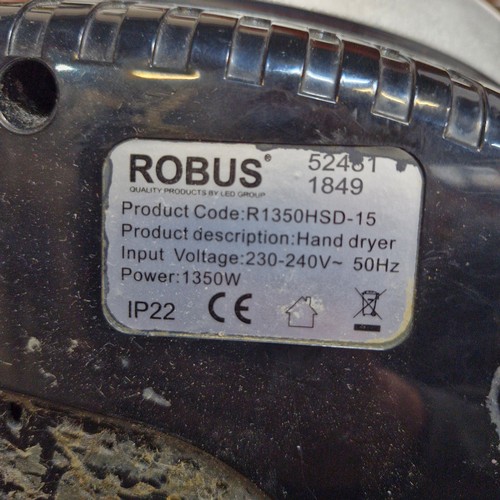 ROBUS®
QUALITY PRODUCTS BY LED GROUP
52481
1849
Product Code:R1350HSD-15
Product description:Hand dryer
Input Voltage:230-240V~ 50Hz
Power:1350W
IP22 CE